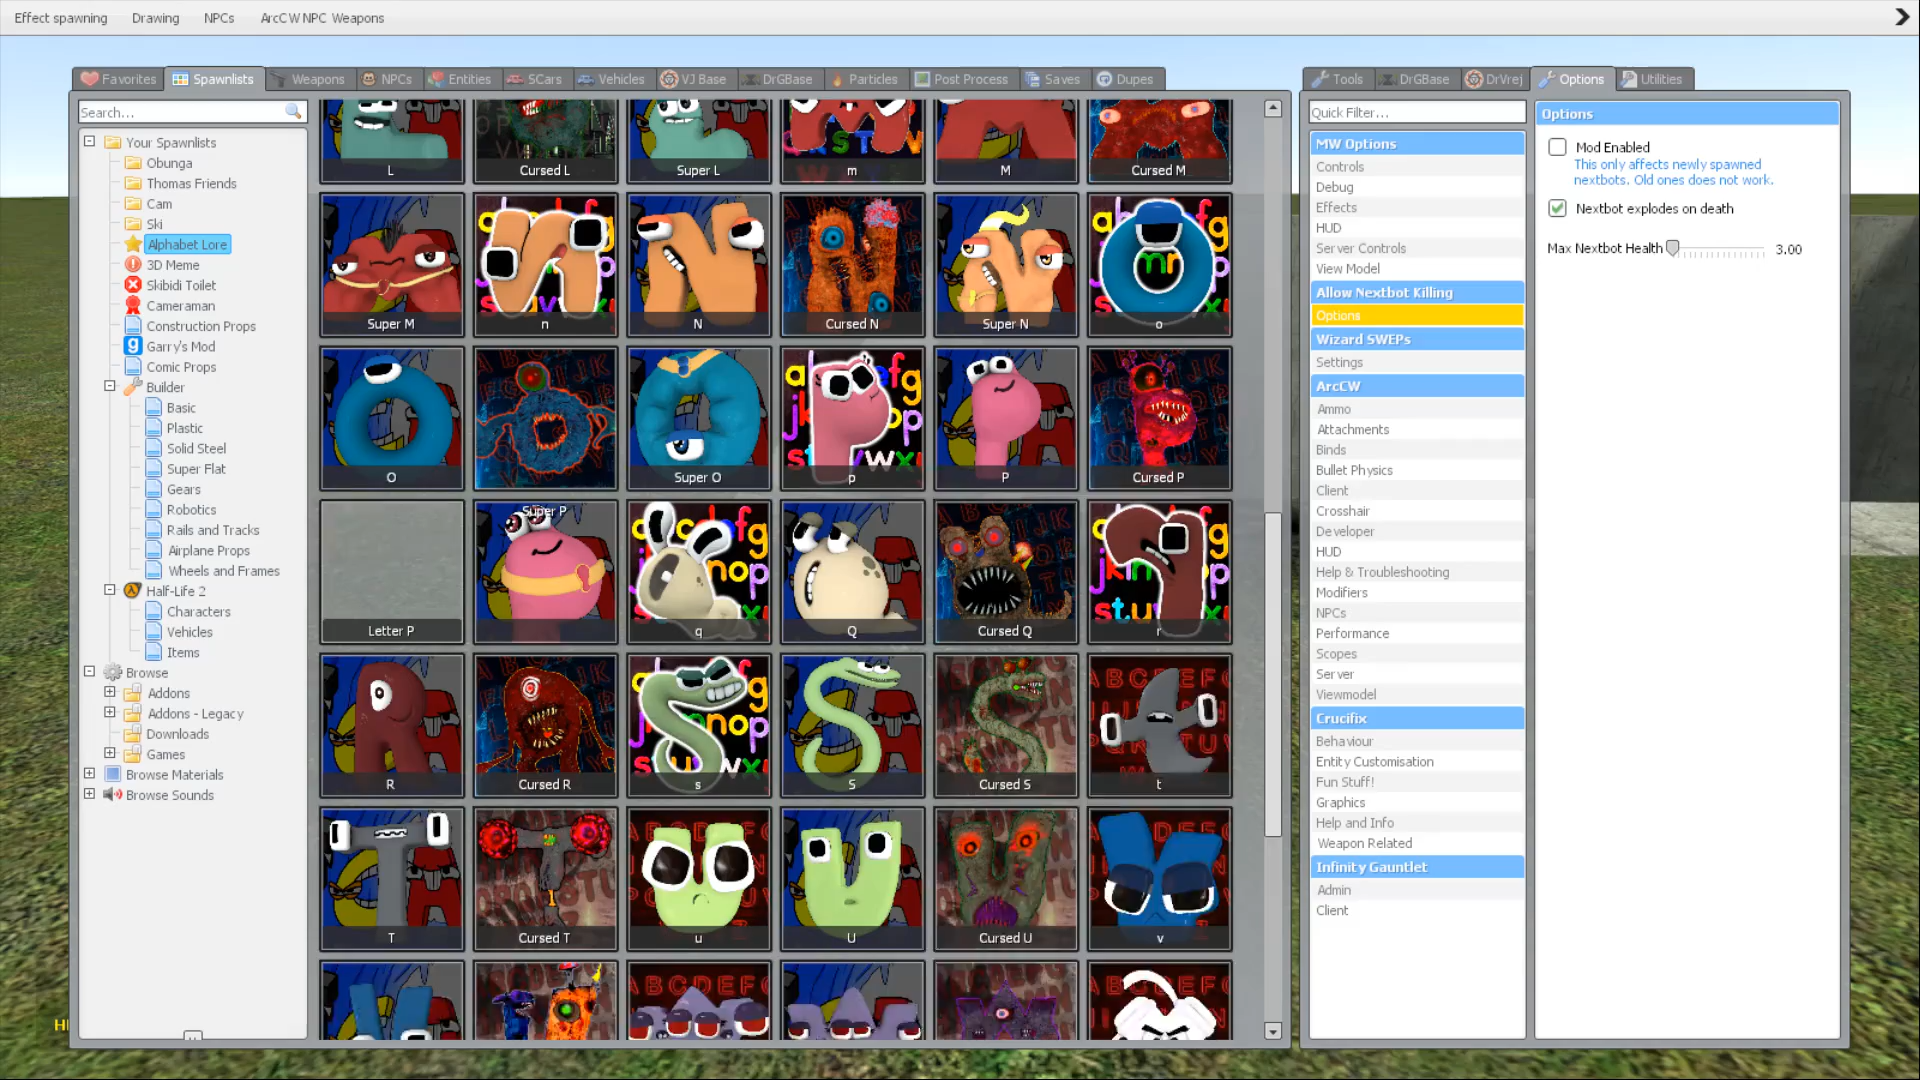 Effect spawning Drawing NPCs ArcCW NPC Weapons
Favorites Spawnlists Weapons NPCs Entities SCars Vehicles VJ Base DrGBase Particles Post Process Saves Dupes
Search...
Your Spawnlists
Obunga
Thomas Friends
Cam
Ski
Alphabet Lore
3D Meme
Skibidi Toilet
Cameraman
Construction Props
Garry's Mod
Comic Props
Builder
Basic
Plastic
Solid Steel
Super Flat
Gears
Robotics
Rails and Tracks
Airplane Props
Wheels and Frames
Half-Life 2
Characters
Vehicles
Items
Browse
Addons
Addons - Legacy
Downloads
Games
Browse Materials
Browse Sounds
L Cursed L Super L m M Cursed M
Super M n N Cursed N Super N o
O Super O p P Cursed P
Super P
Letter P q Q Cursed Q r
R Cursed R s S Cursed S t
T Cursed T u U Cursed U v
Tools DrGBase DrVrej Options Utilities
Quick Filter...
MW Options
Controls
Debug
Effects
HUD
Server Controls
View Model
Allow Nextbot Killing
Options
Wizard SWEPs
Settings
ArcCW
Ammo
Attachments
Binds
Bullet Physics
Client
Crosshair
Developer
HUD
Help & Troubleshooting
Modifiers
NPCs
Performance
Scopes
Server
Viewmodel
Crucifix
Behaviour
Entity Customisation
Fun Stuff!
Graphics
Help and Info
Weapon Related
Infinity Gauntlet
Admin
Client
Options
Mod Enabled
This only affects newly spawned
nextbots. Old ones does not work.
Nextbot explodes on death
Max Nextbot Health 3.00